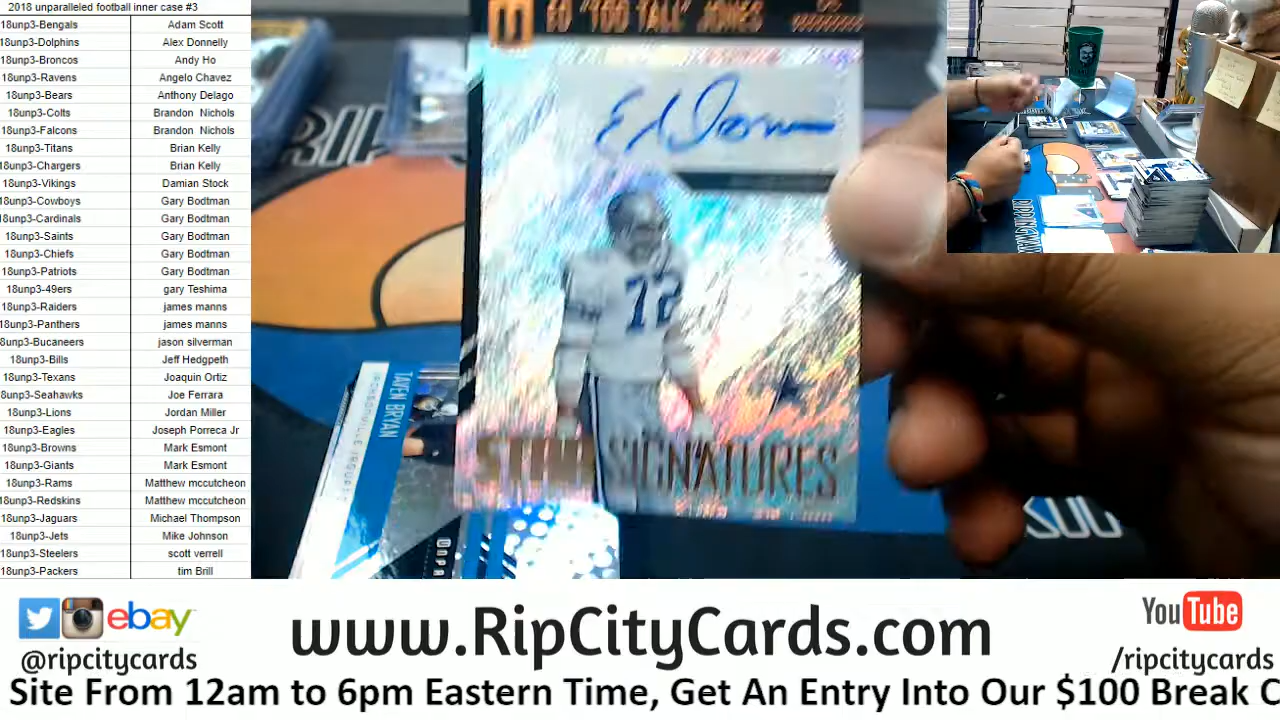 2018 unparalleled football inner case #3
18unp3-Bengals Adam Scott
18unp3-Dolphins Alex Donnelly
18unp3-Broncos Andy Ho
18unp3-Ravens Angelo Chavez
18unp3-Bears Anthony Delago
18unp3-Colts Brandon Nichols
18unp3-Falcons Brandon Nichols
18unp3-Titans Brian Kelly
18unp3-Chargers Brian Kelly
18unp3-Vikings Damian Stock
18unp3-Cowboys Gary Bodtman
18unp3-Cardinals Gary Bodtman
18unp3-Saints Gary Bodtman
18unp3-Chiefs Gary Bodtman
18unp3-Patriots Gary Bodtman
18unp3-49ers gary Teshima
18unp3-Raiders james manns
18unp3-Panthers james manns
8unp3-Bucaneers jason silverman
18unp3-Bills Jeff Hedgpeth
18unp3-Texans Joaquin Ortiz
8unp3-Seahawks Joe Ferrara
18unp3-Lions Jordan Miller
18unp3-Eagles Joseph Porreca Jr
18unp3-Browns Mark Esmont
18unp3-Giants Mark Esmont
18unp3-Rams Matthew mccutcheon
18unp3-Redskins Matthew mccutcheon
18unp3-Jaguars Michael Thompson
18unp3-Jets Mike Johnson
18unp3-Steelers scott verrell
18unp3-Packers tim Brill
ED "TOO TALL" JONES
72
SIGNATURES
TAVEN BRYAN
ebay
@ripcitycards
www.RipCityCards.com
YouTube
/ripcitycards
Site From 12am to 6pm Eastern Time, Get An Entry Into Our $100 Break C